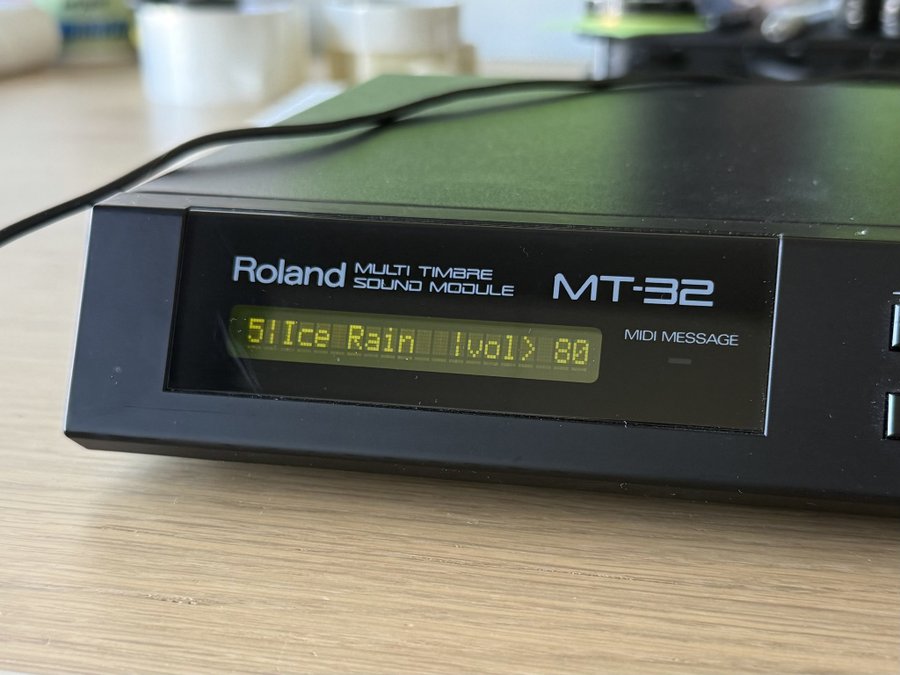 Roland MULTI TIMBRE
SOUND MODULE
MT-32
5|Ice Rain |vol> 80
MIDI MESSAGE